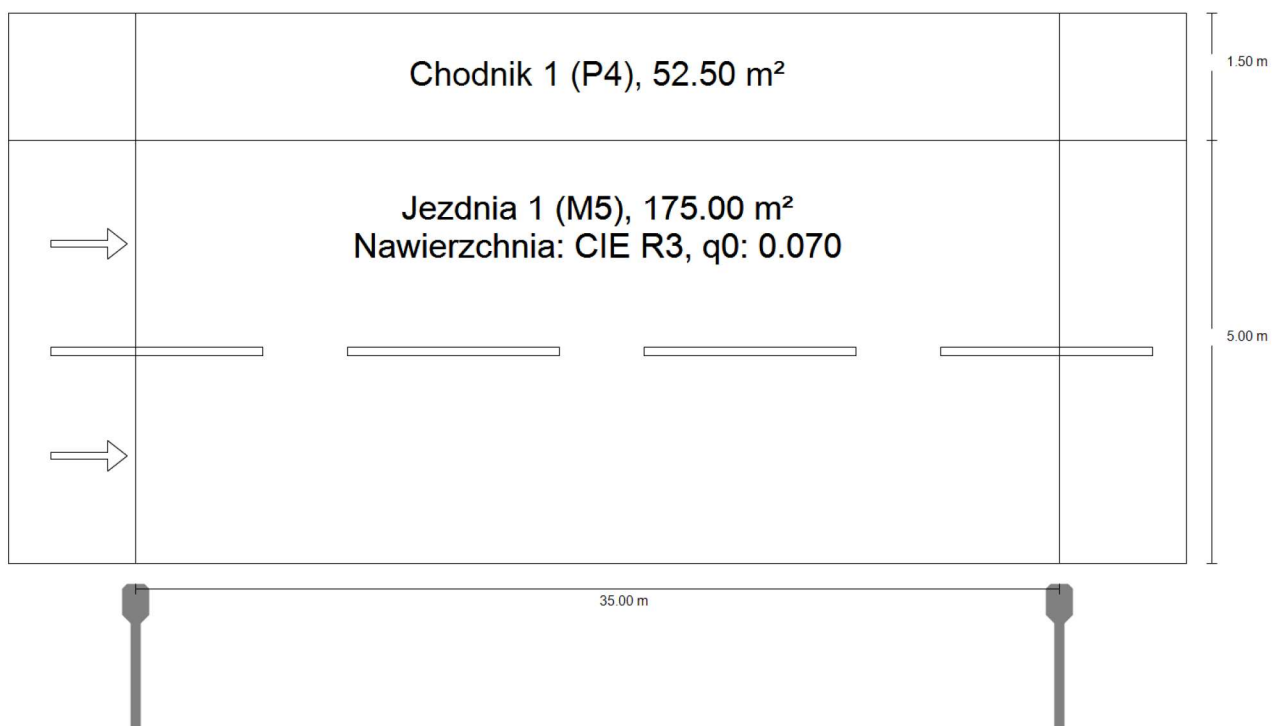 Chodnik 1 (P4), 52.50 m²
1.50 m
Jezdnia 1 (M5), 175.00 m²
Nawierzchnia: CIE R3, q0: 0.070
5.00 m
35.00 m